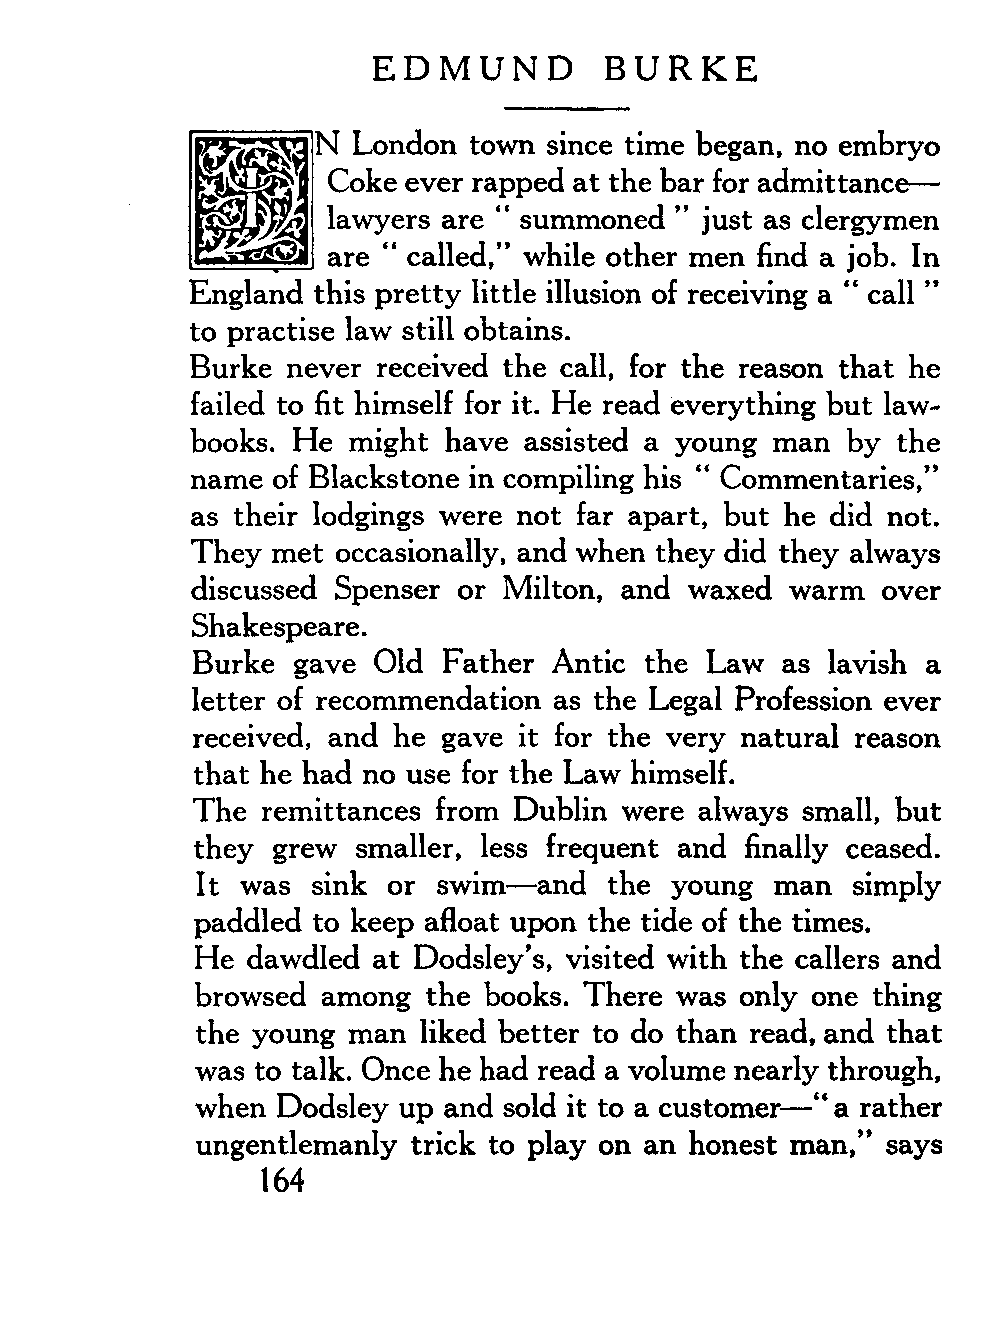 EDMUND BURKE
IN London town since time began, no embryo
Coke ever rapped at the bar for admittance—
lawyers are “ summoned ” just as clergymen
are “ called,” while other men find a job. In
England this pretty little illusion of receiving a “ call ”
to practise law still obtains.
Burke never received the call, for the reason that he
failed to fit himself for it. He read everything but law-
books. He might have assisted a young man by the
name of Blackstone in compiling his “ Commentaries,”
as their lodgings were not far apart, but he did not.
They met occasionally, and when they did they always
discussed Spenser or Milton, and waxed warm over
Shakespeare.
Burke gave Old Father Antic the Law as lavish a
letter of recommendation as the Legal Profession ever
received, and he gave it for the very natural reason
that he had no use for the Law himself.
The remittances from Dublin were always small, but
they grew smaller, less frequent and finally ceased.
It was sink or swim—and the young man simply
paddled to keep afloat upon the tide of the times.
He dawdled at Dodsley’s, visited with the callers and
browsed among the books. There was only one thing
the young man liked better to do than read, and that
was to talk. Once he had read a volume nearly through,
when Dodsley up and sold it to a customer—“ a rather
ungentlemanly trick to play on an honest man,” says
164